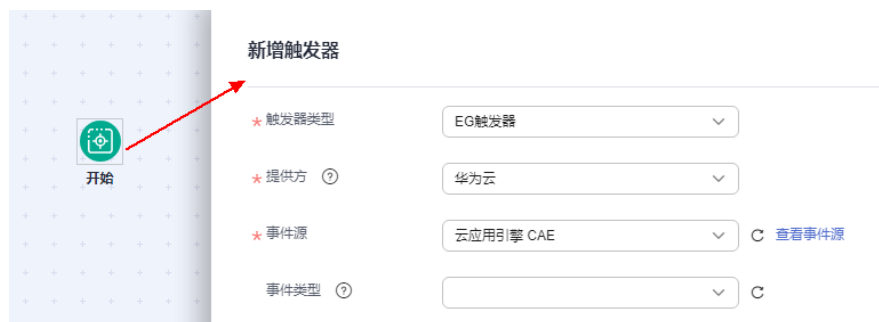 新增触发器
* 触发器类型 EG触发器
开始
* 提供方 ? 华为云
* 事件源 云应用引擎 CAE 查看事件源
事件类型 ?